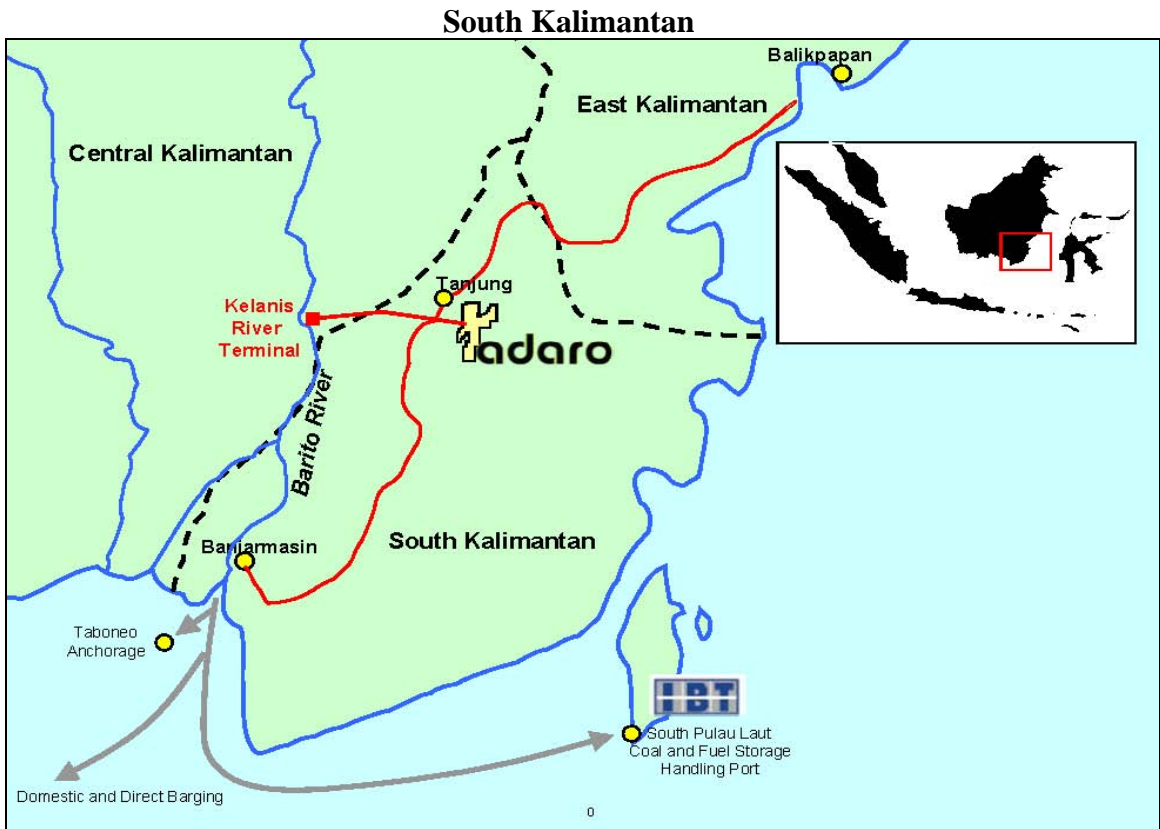 South Kalimantan
Balikpapan
East Kalimantan
Central Kalimantan
Tanjung
Kelanis
River
Terminal
adaro
Barito River
South Kalimantan
Banjarmasin
Taboneo
Anchorage
IBT
South Pulau Laut
Coal and Fuel Storage
Handling Port
Domestic and Direct Barging
0